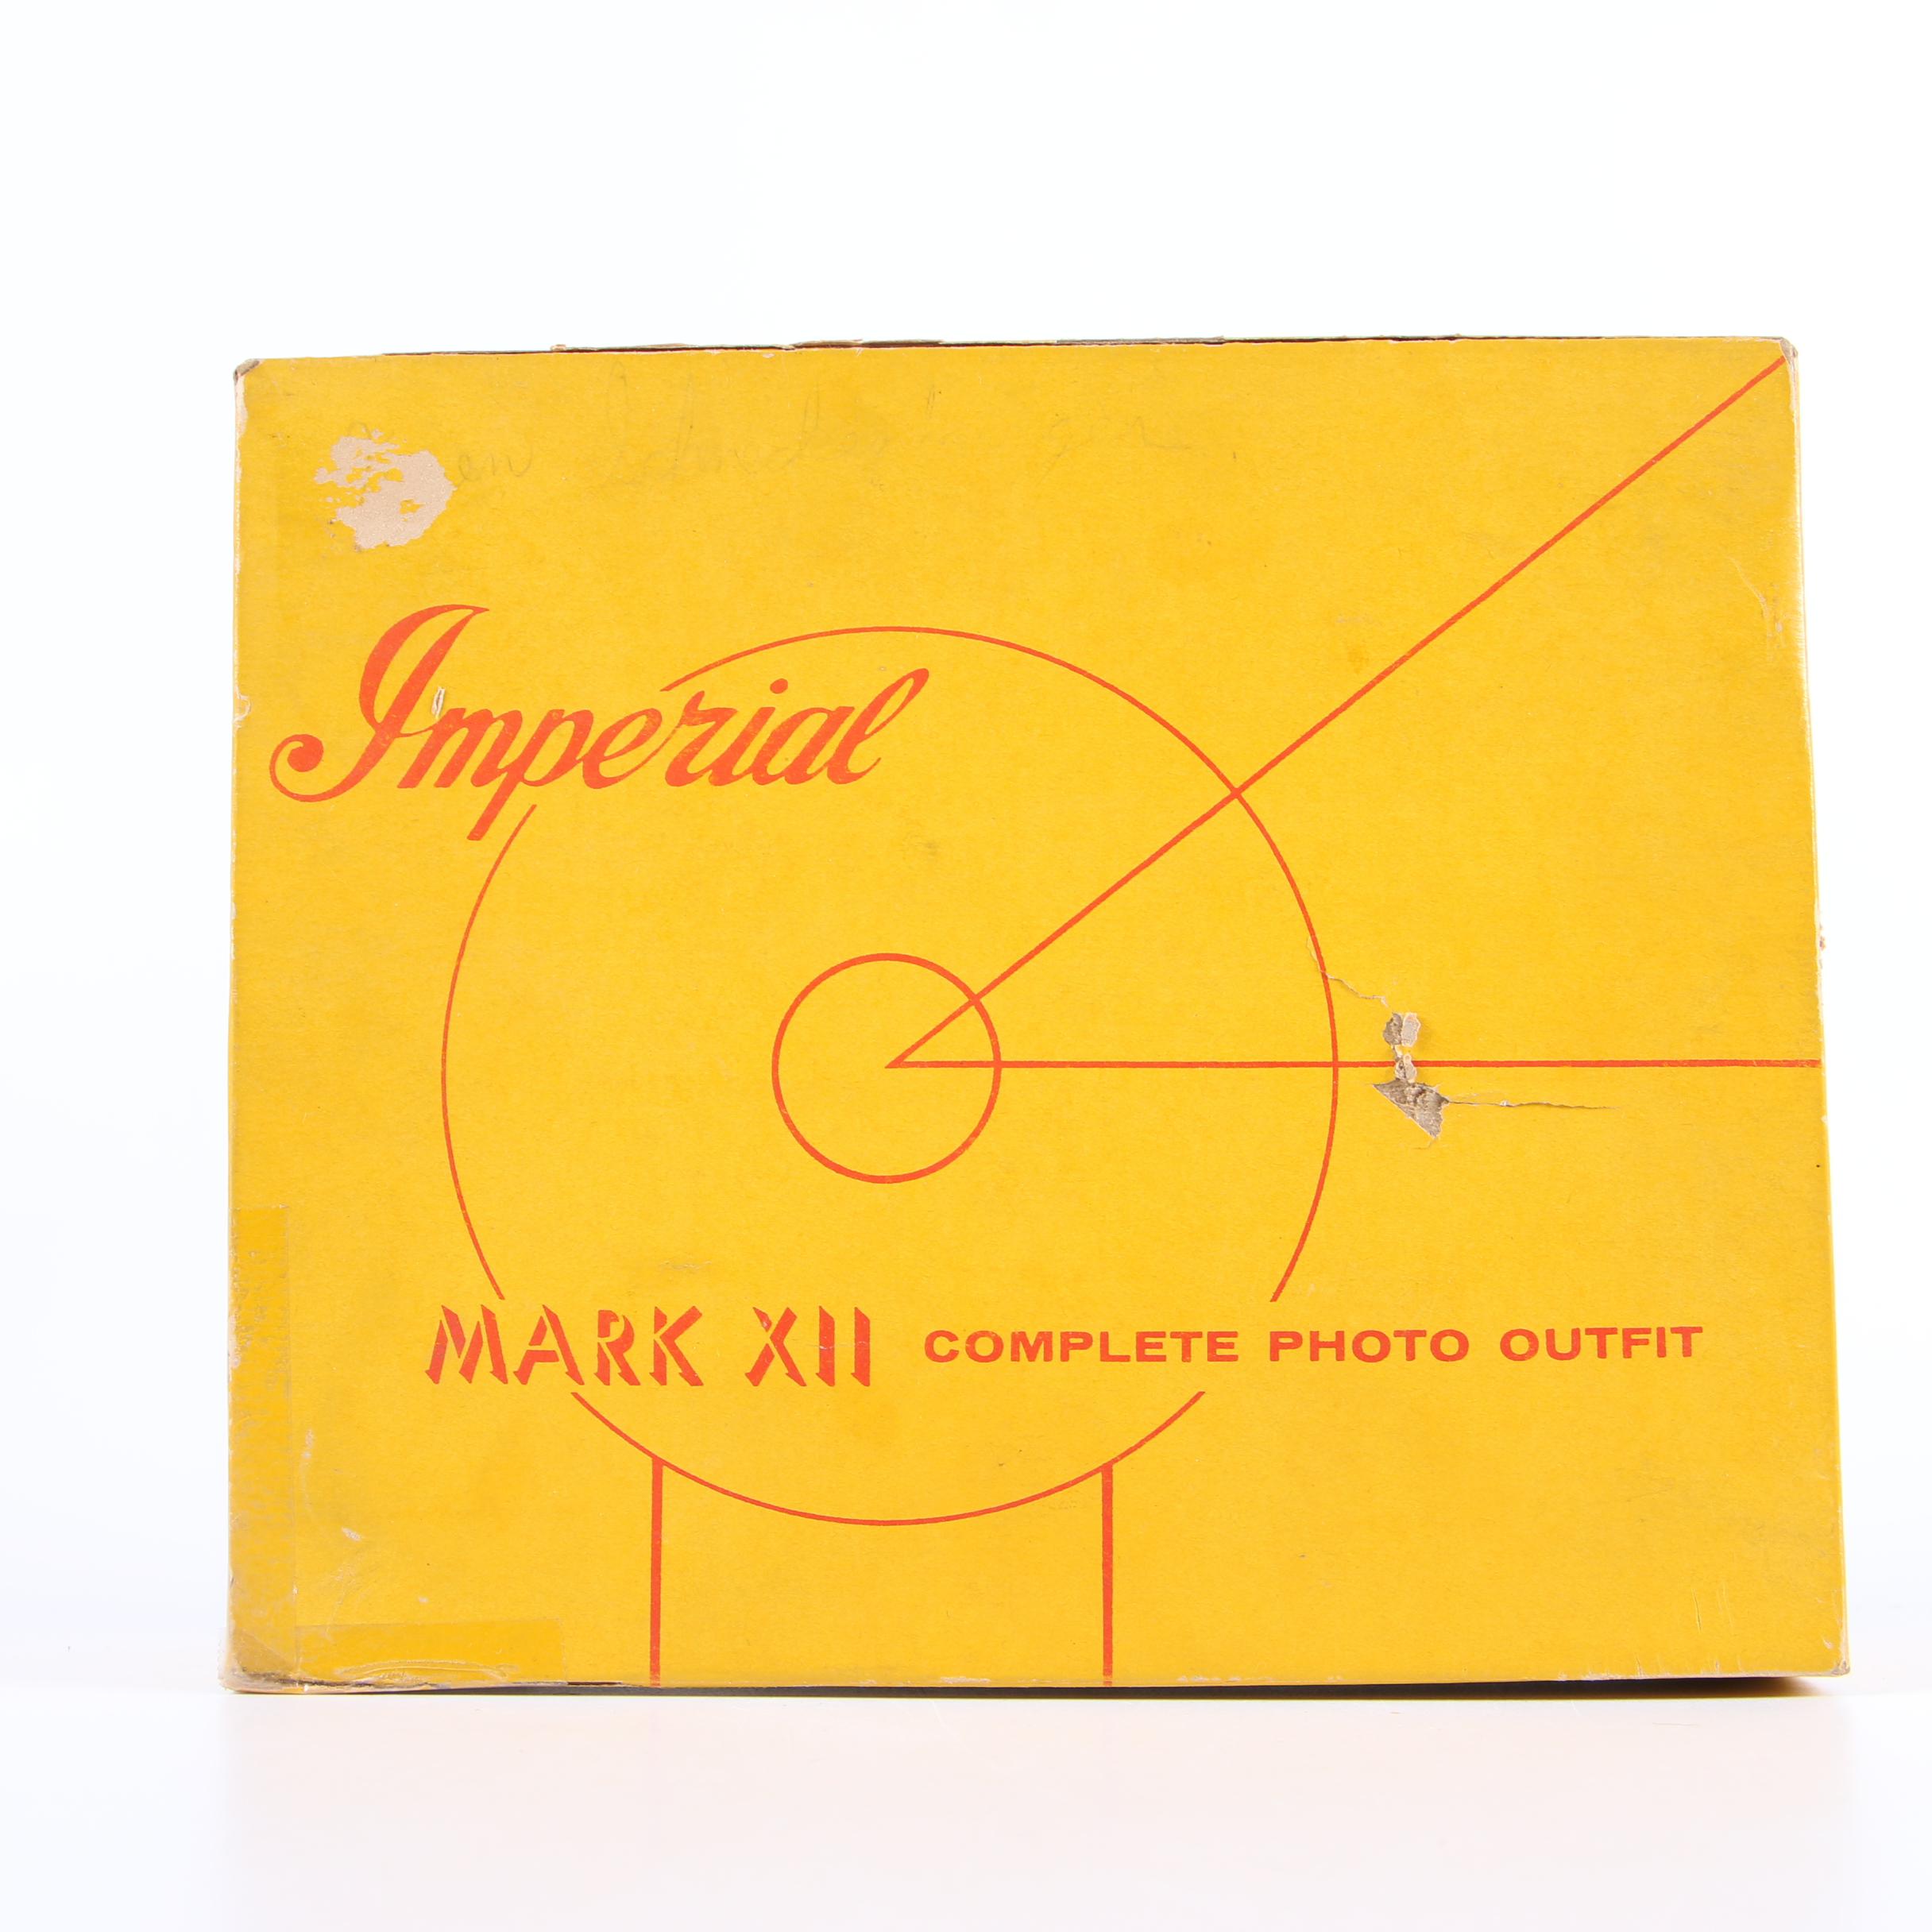 Imperial
MARK XII COMPLETE PHOTO OUTFIT